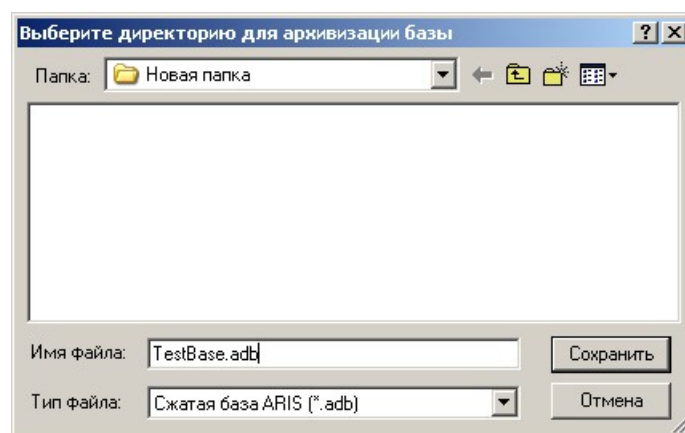 Выберите директорию для архивизации базы
Папка: Новая папка
Имя файла: TestBase.adb Сохранить
Тип файла: Сжатая база ARIS (*.adb) Отмена